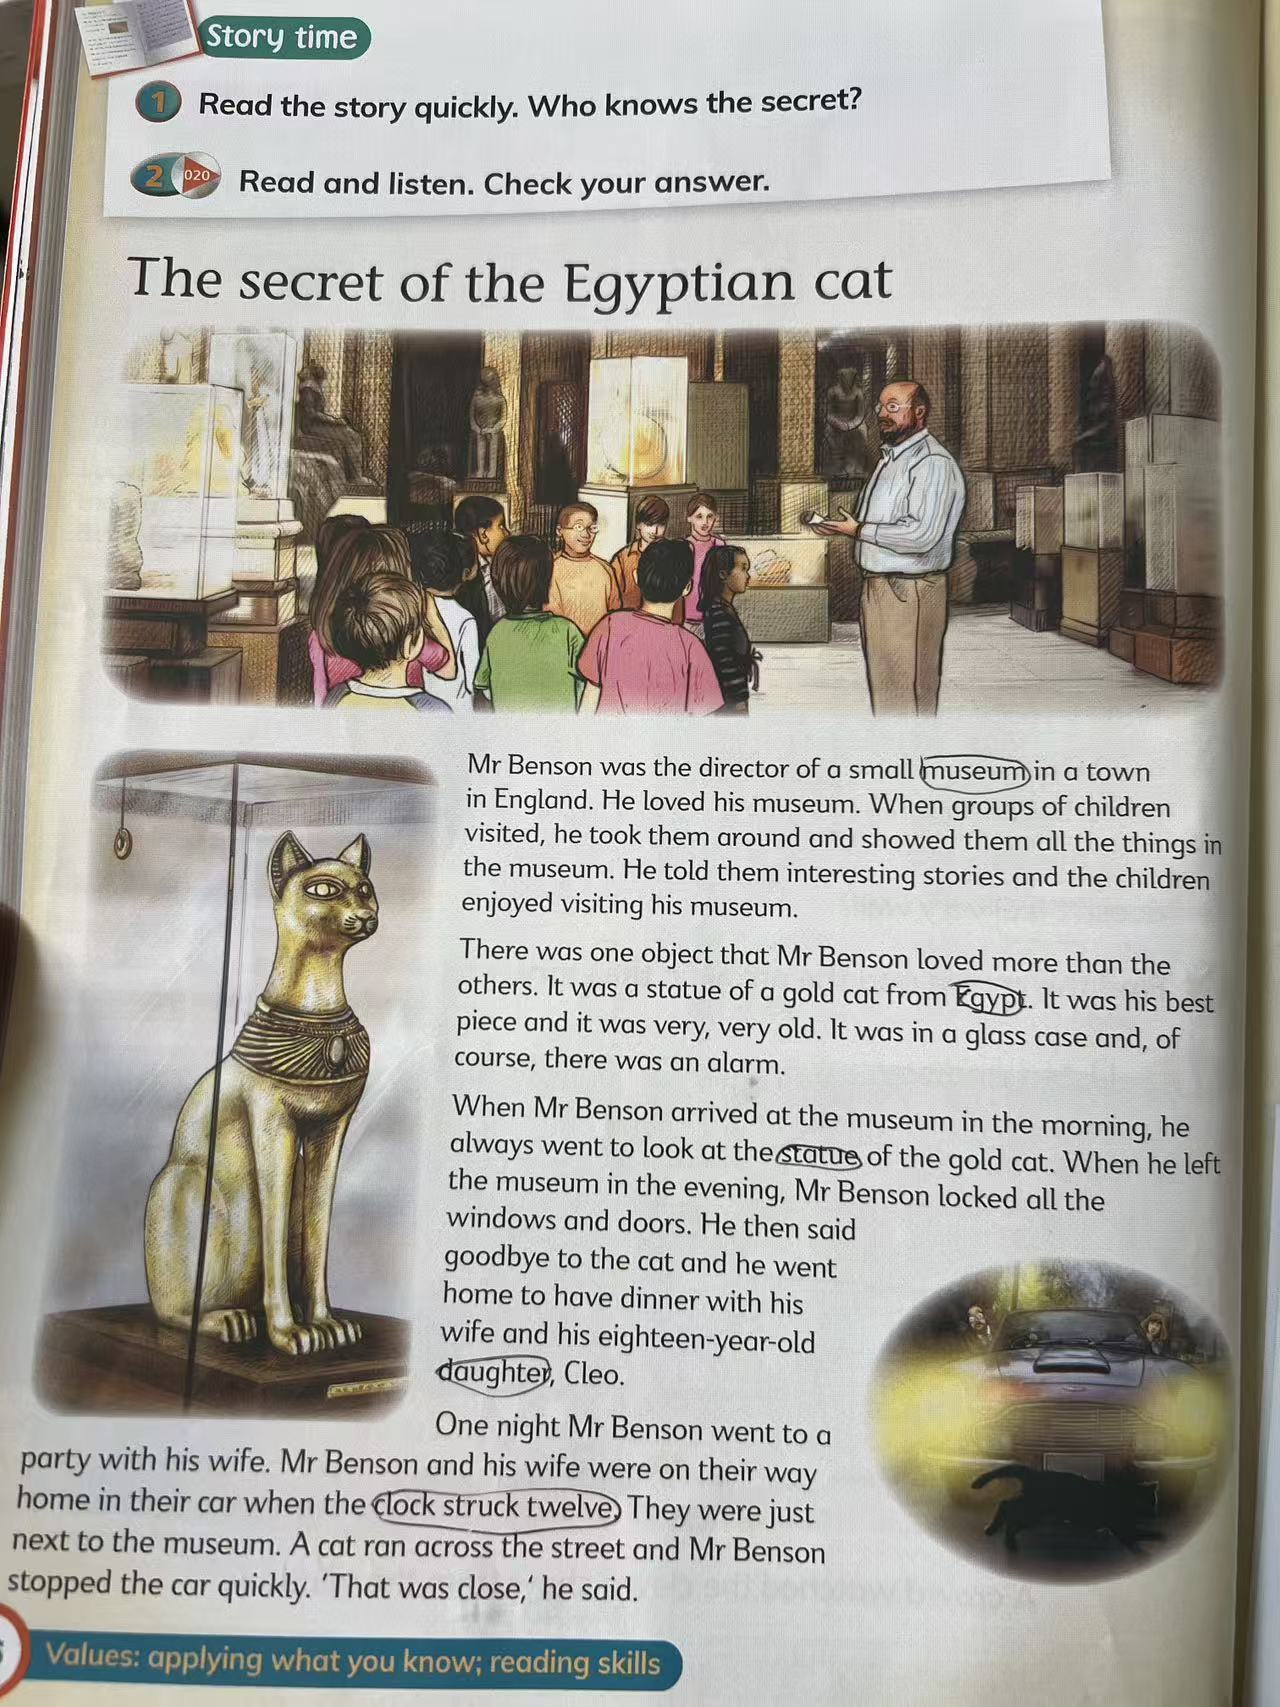 Story time
1 Read the story quickly. Who knows the secret?
2 020 Read and listen. Check your answer.
The secret of the Egyptian cat
Mr Benson was the director of a small museum in a town
in England. He loved his museum. When groups of children
visited, he took them around and showed them all the things in
the museum. He told them interesting stories and the children
enjoyed visiting his museum.
There was one object that Mr Benson loved more than the
others. It was a statue of a gold cat from Egypt. It was his best
piece and it was very, very old. It was in a glass case and, of
course, there was an alarm.
When Mr Benson arrived at the museum in the morning, he
always went to look at the statue of the gold cat. When he left
the museum in the evening, Mr Benson locked all the
windows and doors. He then said
goodbye to the cat and he went
home to have dinner with his
wife and his eighteen-year-old
daughter, Cleo.
One night Mr Benson went to a
party with his wife. Mr Benson and his wife were on their way
home in their car when the clock struck twelve. They were just
next to the museum. A cat ran across the street and Mr Benson
stopped the car quickly. ‘That was close,’ he said.
Values: applying what you know; reading skills